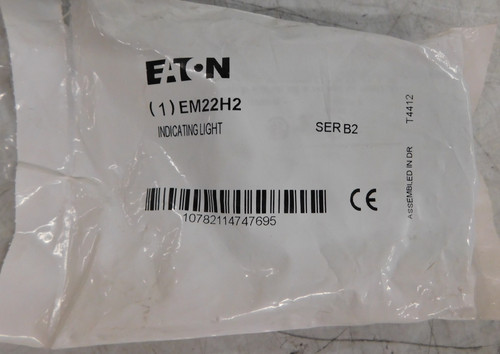 EATON
(1) EM22H2
INDICATING LIGHT
SER B2
10782114747695
CE
ASSEMBLED IN DR T4412